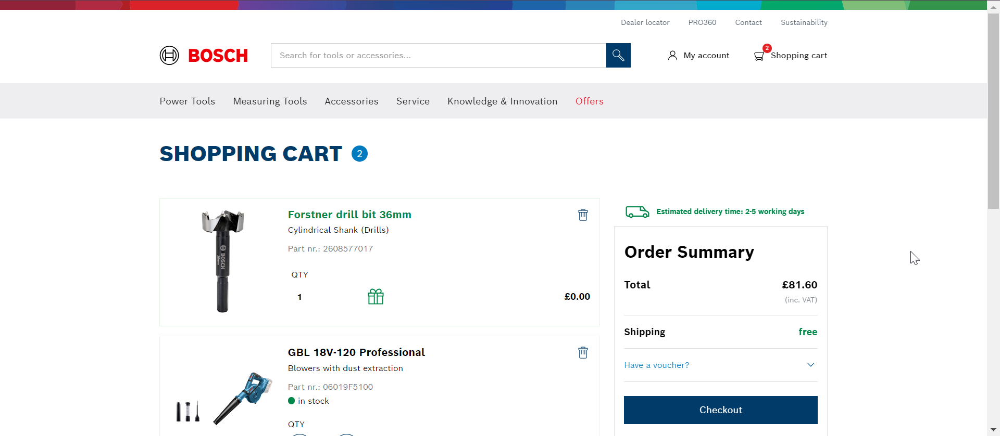 Dealer locator PRO360 Contact Sustainability
BOSCH
Search for tools or accessories...
My account
2
Shopping cart
Power Tools Measuring Tools Accessories Service Knowledge & Innovation Offers
SHOPPING CART 2
Forstner drill bit 36mm
Cylindrical Shank (Drills)
Part nr.: 2608577017
QTY
1
£0.00
BOSCH
GBL 18V-120 Professional
Blowers with dust extraction
Part nr.: 06019F5100
in stock
QTY
Estimated delivery time: 2-5 working days
Order Summary
Total £81.60
(inc. VAT)
Shipping free
Have a voucher?
Checkout